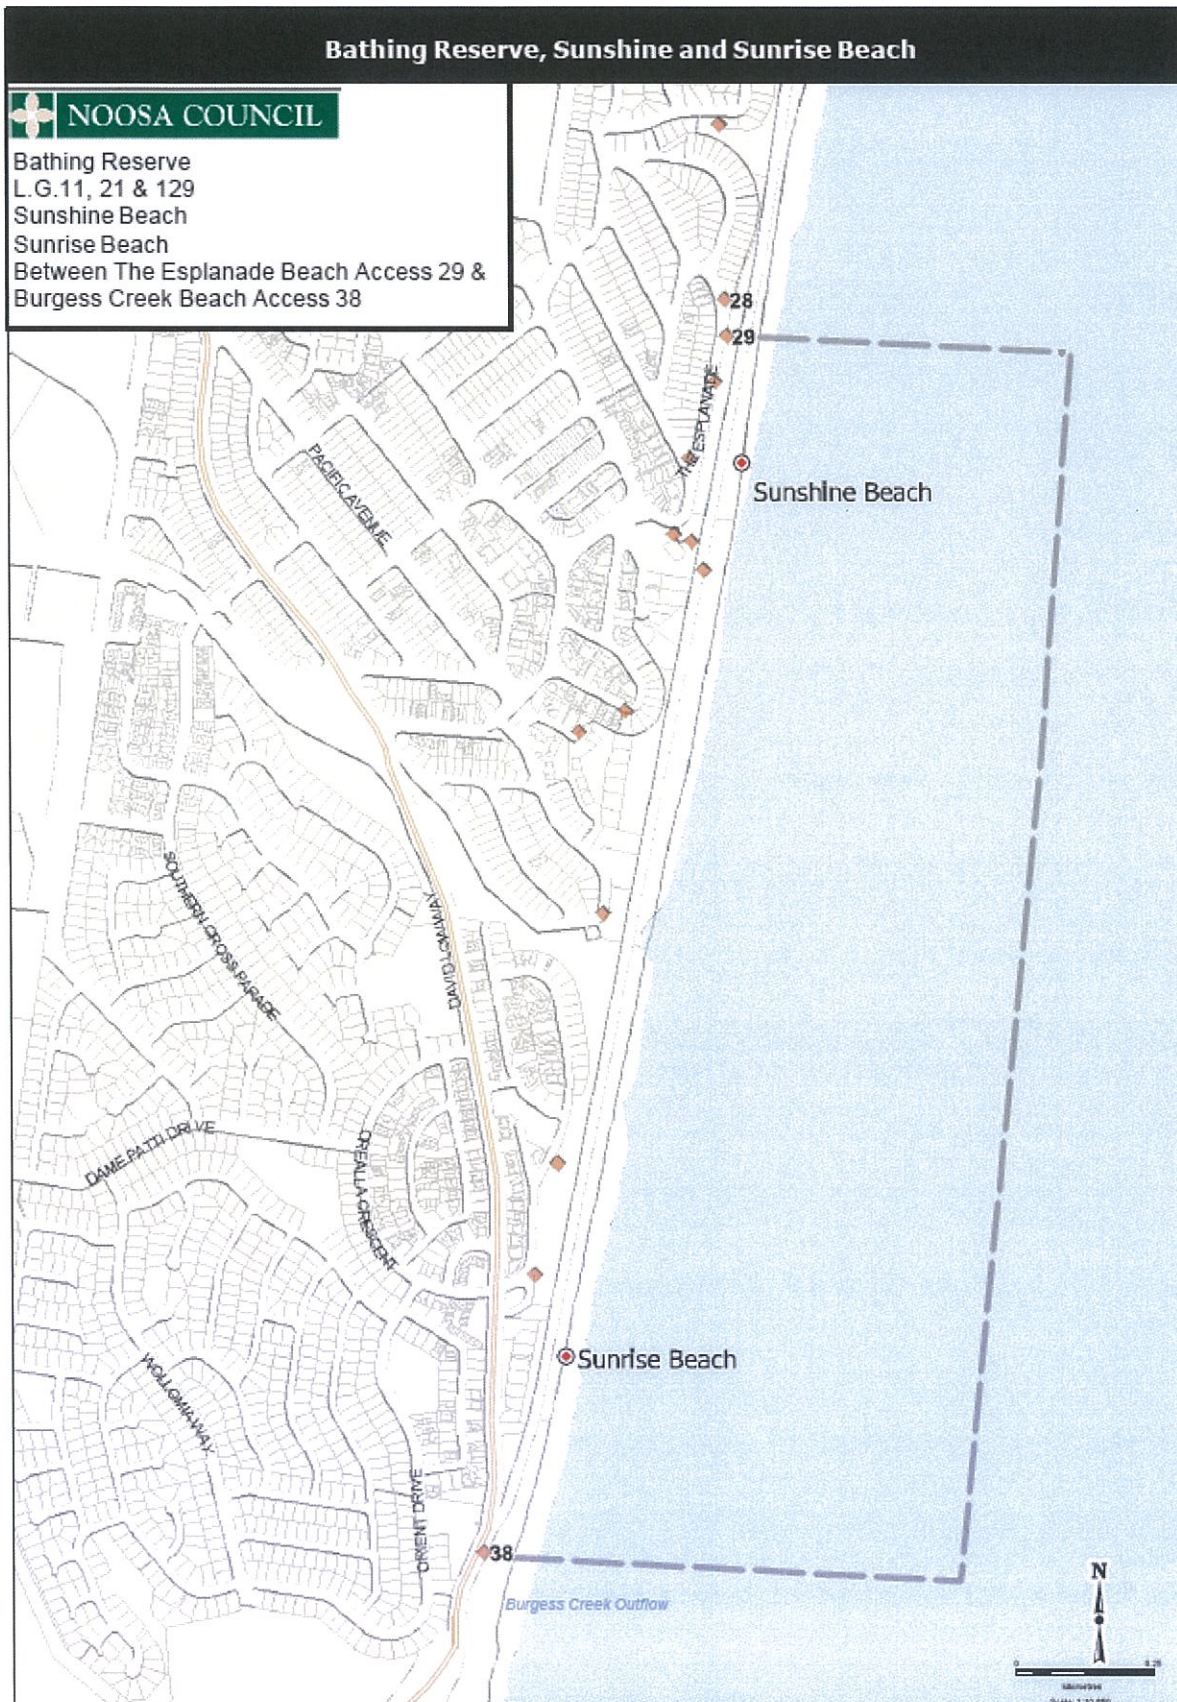 Bathing Reserve, Sunshine and Sunrise Beach
NOOSA COUNCIL
Bathing Reserve
L.G.11, 21 & 129
Sunshine Beach
Sunrise Beach
Between The Esplanade Beach Access 29 &
Burgess Creek Beach Access 38
28
29
THE ESPLANADE
Sunshine Beach
PACIFIC AVENUE
SOUTHERN CROSS PARADE
DAVID LOW WAY
DAME PATTI DRIVE
OREALLA CRESCENT
Sunrise Beach
WOLLOMIA WAY
ORIENT DRIVE
38
Burgess Creek Outflow
N
0